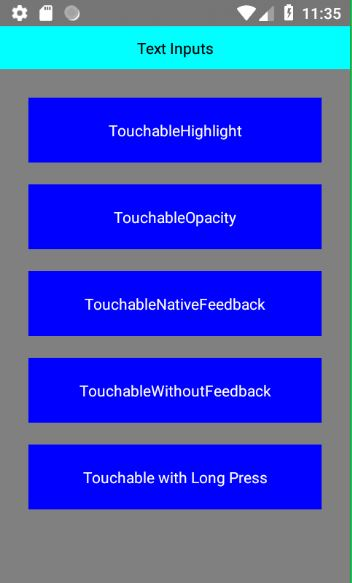 11:35
Text Inputs
TouchableHighlight
TouchableOpacity
TouchableNativeFeedback
TouchableWithoutFeedback
Touchable with Long Press